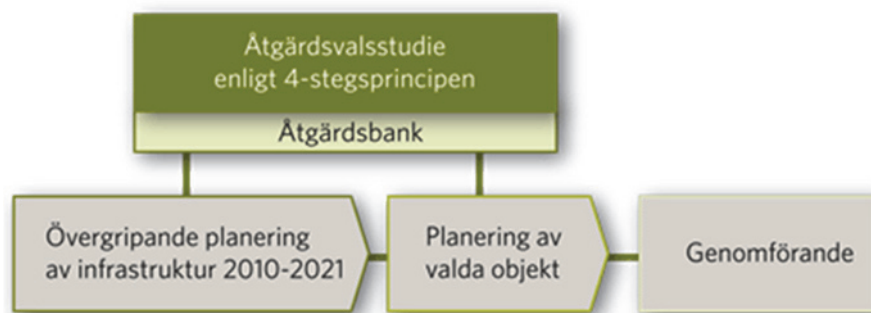 Åtgärdsvalsstudie
enligt 4-stegsprincipen
Åtgärdsbank
Övergripande planering
av infrastruktur 2010-2021
Planering av
valda objekt
Genomförande